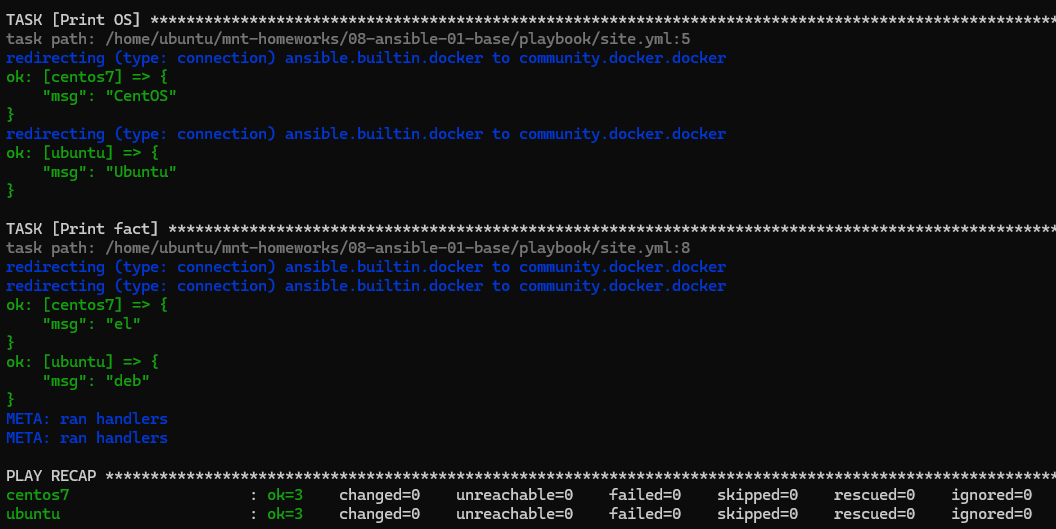 TASK [Print OS] *****************************************************************************************************
task path: /home/ubuntu/mnt-homeworks/08-ansible-01-base/playbook/site.yml:5
redirecting (type: connection) ansible.builtin.docker to community.docker.docker
ok: [centos7] => {
    "msg": "CentOS"
}
redirecting (type: connection) ansible.builtin.docker to community.docker.docker
ok: [ubuntu] => {
    "msg": "Ubuntu"
}
TASK [Print fact] ***************************************************************************************************
task path: /home/ubuntu/mnt-homeworks/08-ansible-01-base/playbook/site.yml:8
redirecting (type: connection) ansible.builtin.docker to community.docker.docker
redirecting (type: connection) ansible.builtin.docker to community.docker.docker
ok: [centos7] => {
    "msg": "el"
}
ok: [ubuntu] => {
    "msg": "deb"
}
META: ran handlers
META: ran handlers
PLAY RECAP **********************************************************************************************************
centos7                    : ok=3    changed=0    unreachable=0    failed=0    skipped=0    rescued=0    ignored=0
ubuntu                     : ok=3    changed=0    unreachable=0    failed=0    skipped=0    rescued=0    ignored=0